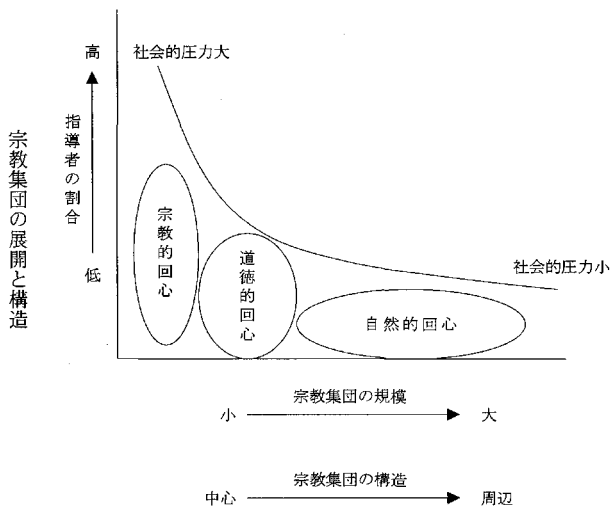 宗教集団の展開と構造
高
指導者の割合
低
社会的圧力大
宗教的回心
道徳的回心
自然的回心
社会的圧力小
宗教集団の規模
小
大
宗教集団の構造
中心
周辺